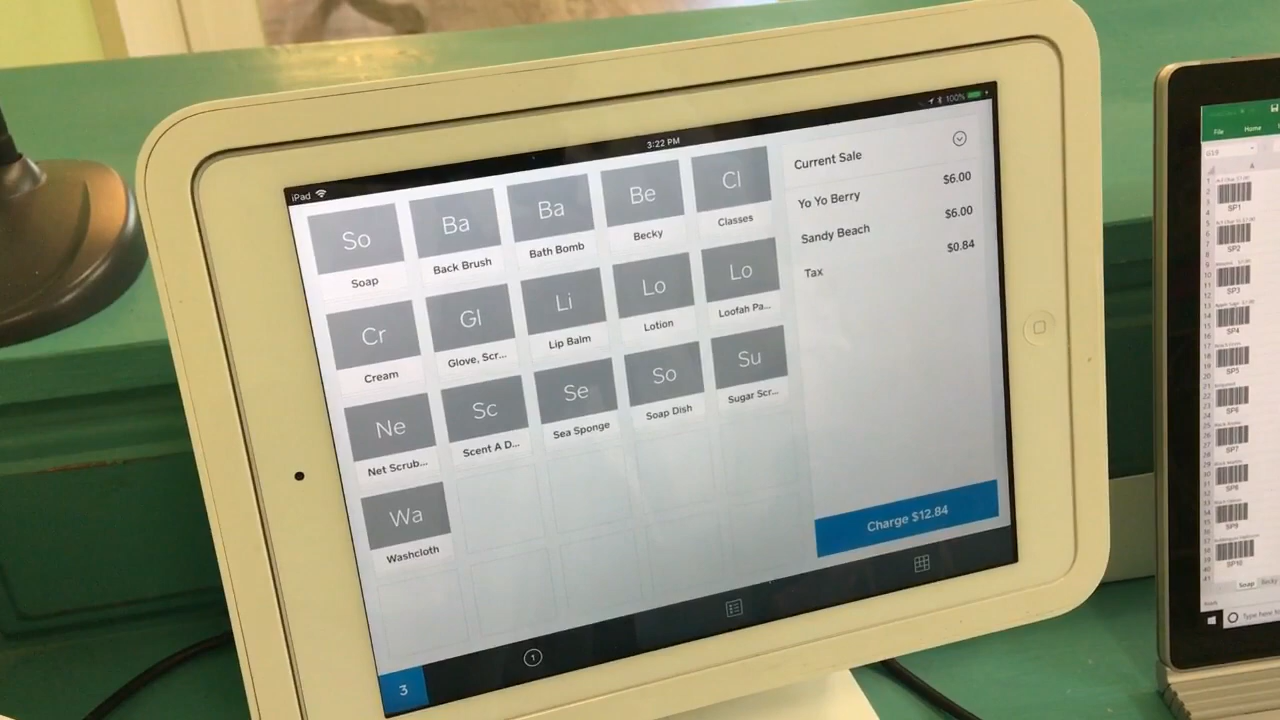 iPad
3:22 PM
100%
So
Soap
Ba
Back Brush
Ba
Bath Bomb
Be
Becky
Cl
Classes
Cr
Cream
Gl
Glove, Scr...
Li
Lip Balm
Lo
Lotion
Lo
Loofah Pa...
Ne
Net Scrub...
Sc
Scent A D...
Se
Sea Sponge
So
Soap Dish
Su
Sugar Scr...
Wa
Washcloth
Current Sale
Yo Yo Berry $6.00
Sandy Beach $6.00
Tax $0.84
Charge $12.84
3
1
File Home
A
SP1
SP2
SP3
SP4
SP5
SP6
SP7
SP8
SP9
SP10
Soap Becky
Type here